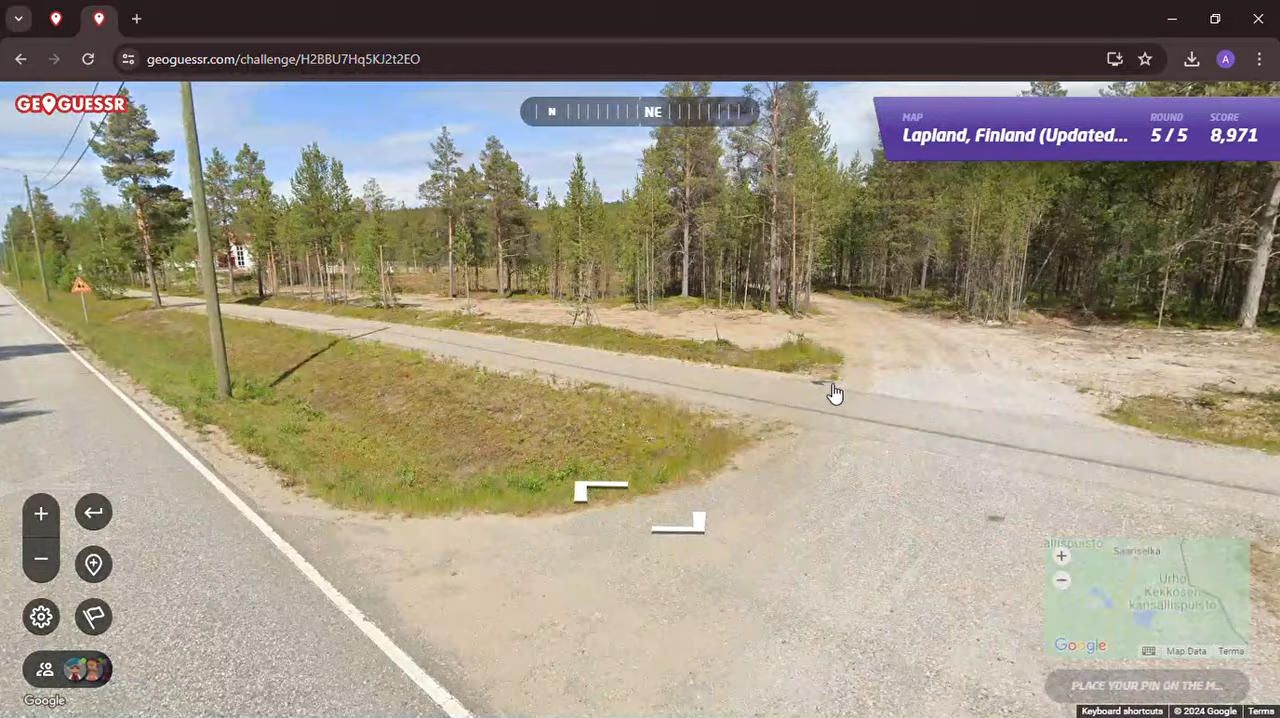 geoguessr.com/challenge/H2BBU7Hq5KJ2t2EO
GEOGUESSR
N
NE
MAP
Lapland, Finland (Updated...
ROUND
5 / 5
SCORE
8,971
A
allispuisto
Saariselkä
Urho
Kekkosen
kansallispuisto
Google
Map Data
Terms
PLACE YOUR PIN ON THE M...
Google
Keyboard shortcuts
© 2024 Google
Terms